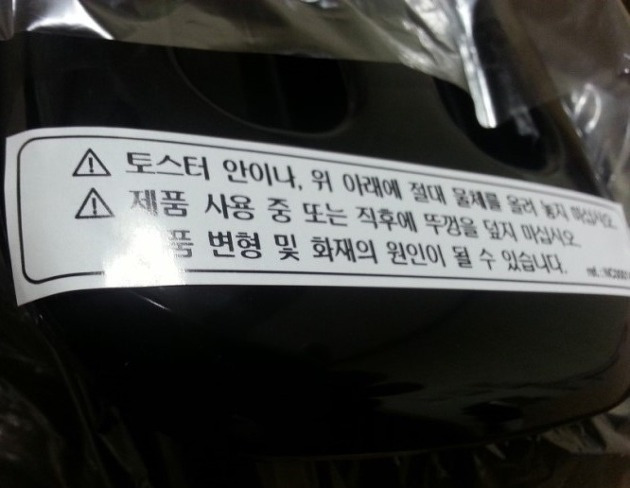 ⚠ 토스터 안이나, 위 아래에 절대 물체를 올려 놓지 마십시오.
⚠ 제품 사용 중 또는 직후에 뚜껑을 덮지 마십시오.
변형 및 화재의 원인이 될 수 있습니다.
ref.: